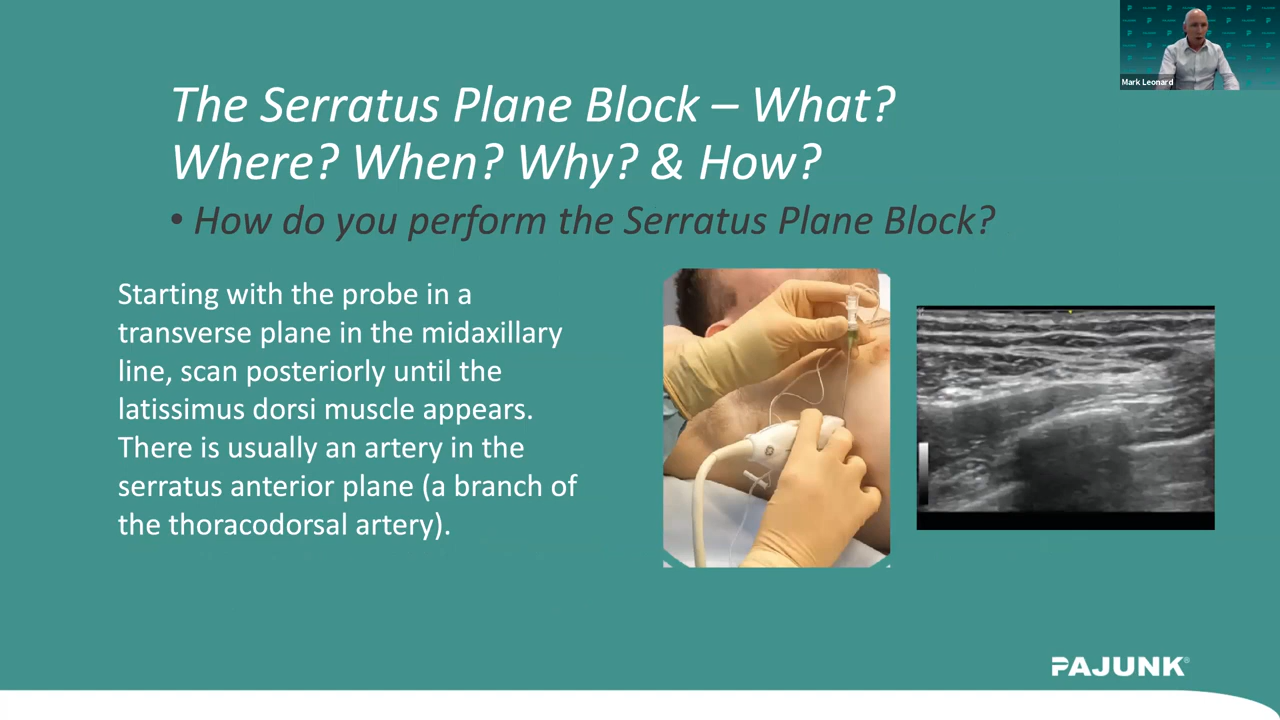 Mark Leonard
The Serratus Plane Block – What?
Where? When? Why? & How?
• How do you perform the Serratus Plane Block?
Starting with the probe in a
transverse plane in the midaxillary
line, scan posteriorly until the
latissimus dorsi muscle appears.
There is usually an artery in the
serratus anterior plane (a branch of
the thoracodorsal artery).
PAJUNK®